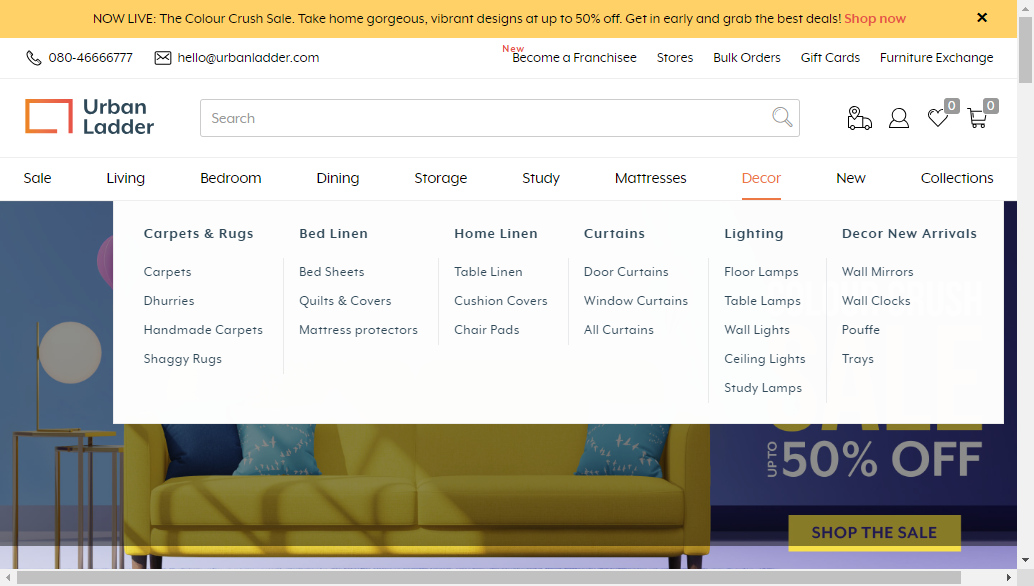 NOW LIVE: The Colour Crush Sale. Take home gorgeous, vibrant designs at up to 50% off. Get in early and grab the best deals! Shop now
080-46666777 hello@urbanladder.com New Become a Franchisee Stores Bulk Orders Gift Cards Furniture Exchange
Urban
Ladder
Search
0 0
Sale Living Bedroom Dining Storage Study Mattresses Decor New Collections
Carpets & Rugs Bed Linen Home Linen Curtains Lighting Decor New Arrivals
Carpets Bed Sheets Table Linen Door Curtains Floor Lamps Wall Mirrors
Dhurries Quilts & Covers Cushion Covers Window Curtains Table Lamps Wall Clocks
Handmade Carpets Mattress protectors Chair Pads All Curtains Wall Lights Pouffe
Shaggy Rugs Ceiling Lights Trays
Study Lamps
SALE
UPTO 50% OFF
SHOP THE SALE